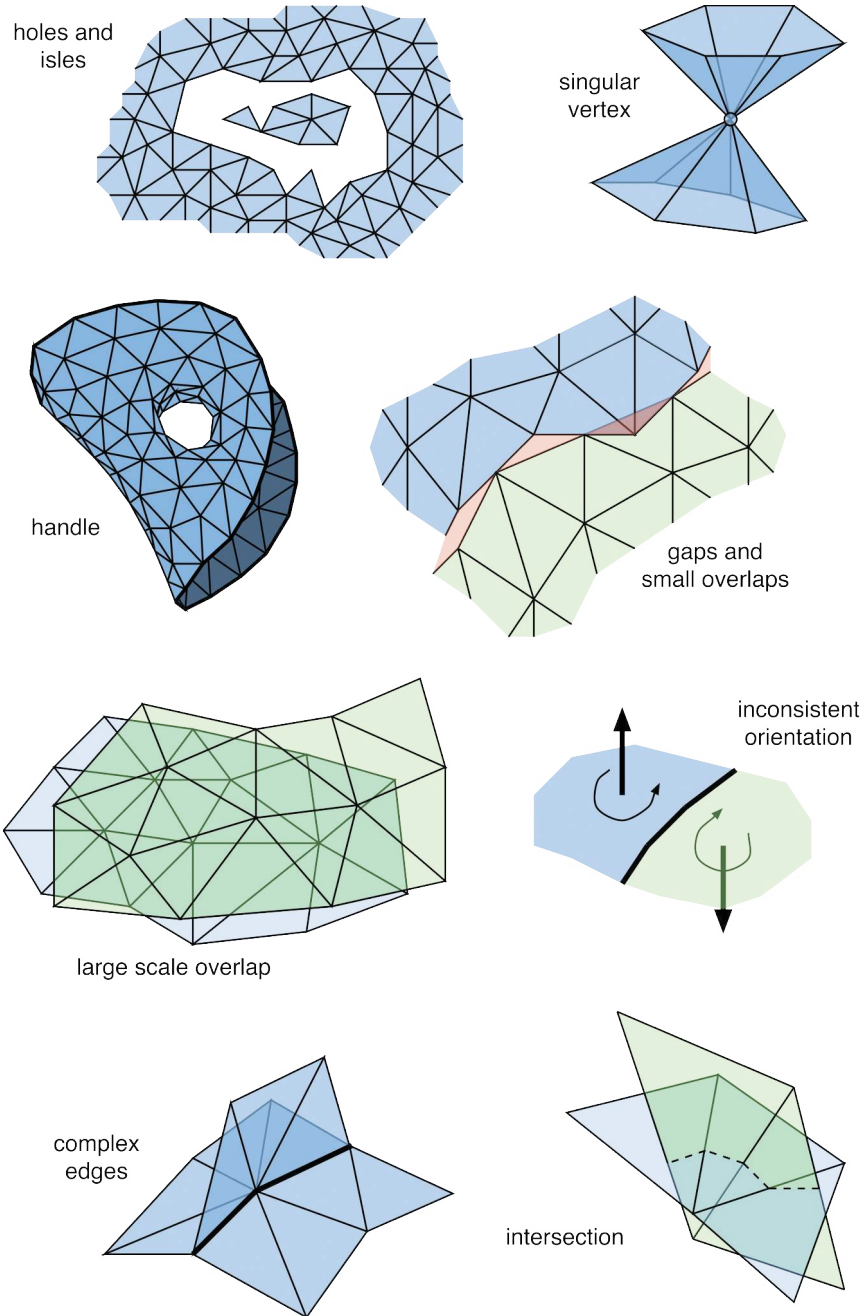 holes and
isles
singular
vertex
handle
gaps and
small overlaps
large scale overlap
inconsistent
orientation
complex
edges
intersection